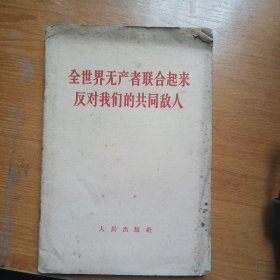 全世界无产者联合起来
反对我们的共同敌人
人民出版社